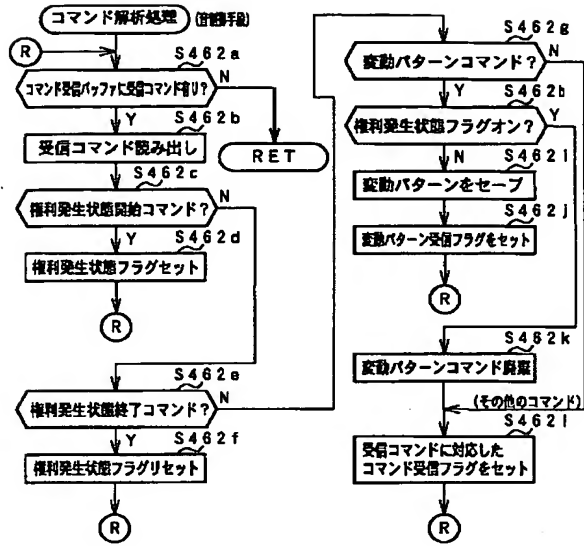 コマンド解析処理
R
S462a
コマンド受信バッファに受信コマンド有り?
N
Y
S462b
受信コマンド読み出し
RET
S462c
権利発生状態開始コマンド?
N
Y
S462d
権利発生状態フラグセット
R
S462e
権利発生状態終了コマンド?
N
Y
S462f
権利発生状態フラグリセット
R
S462g
変動パターンコマンド?
N
Y
S462b
権利発生状態フラグオン?
Y
N
S462l
変動パターンをセーブ
S462j
変動パターン受信フラグをセット
R
S462k
変動パターンコマンド廃棄
(その他のコマンド)
S462l
受信コマンドに対応した
コマンド受信フラグをセット
R